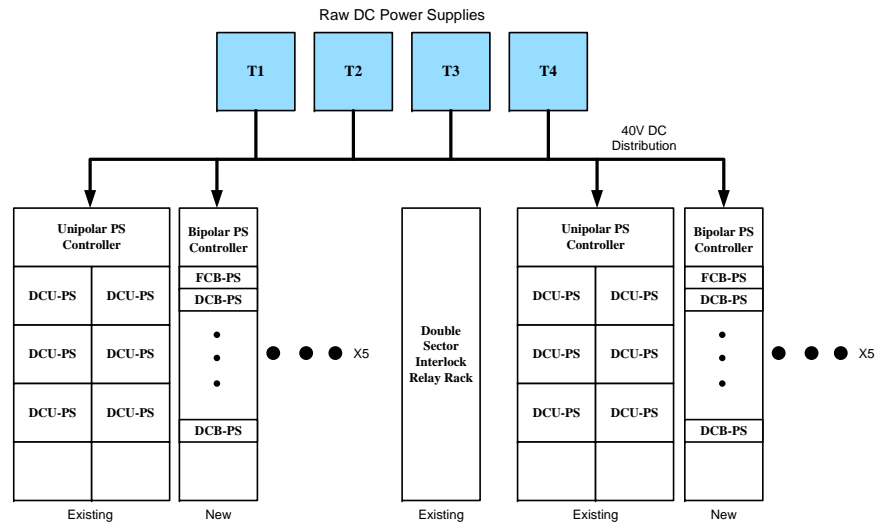 Raw DC Power Supplies
T1
T2
T3
T4
40V DC
Distribution
Unipolar PS
Controller
DCU-PS
DCU-PS
DCU-PS
DCU-PS
DCU-PS
DCU-PS
Existing
Bipolar PS
Controller
FCB-PS
DCB-PS
DCB-PS
New
X5
Double
Sector
Interlock
Relay Rack
Existing
Unipolar PS
Controller
DCU-PS
DCU-PS
DCU-PS
DCU-PS
DCU-PS
DCU-PS
Existing
Bipolar PS
Controller
FCB-PS
DCB-PS
DCB-PS
New
X5